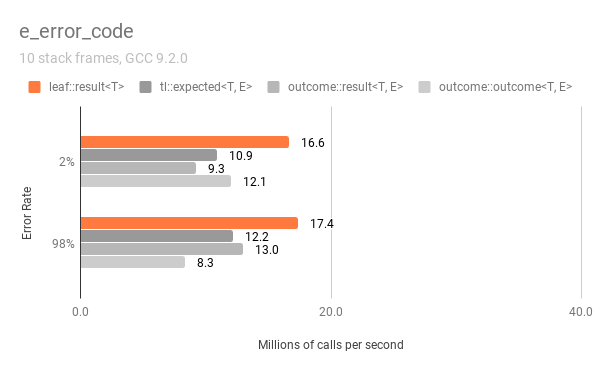 e_error_code
10 stack frames, GCC 9.2.0
leaf::result<T> tl::expected<T, E> outcome::result<T, E> outcome::outcome<T, E>
Error Rate
2%
16.6
10.9
9.3
12.1
98%
17.4
12.2
13.0
8.3
0.0 20.0 40.0
Millions of calls per second